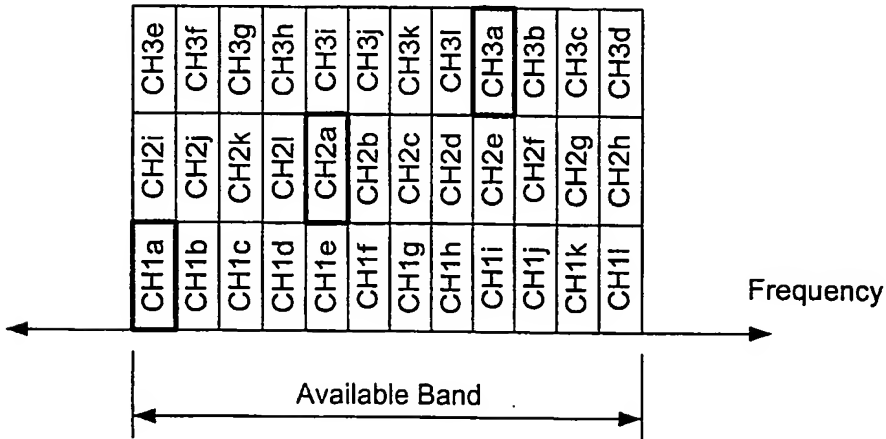 CH3e CH3f CH3g CH3h CH3i CH3j CH3k CH3l CH3a CH3b CH3c CH3d
CH2i CH2j CH2k CH2l CH2a CH2b CH2c CH2d CH2e CH2f CH2g CH2h
CH1a CH1b CH1c CH1d CH1e CH1f CH1g CH1h CH1i CH1j CH1k CH1l
Frequency
Available Band